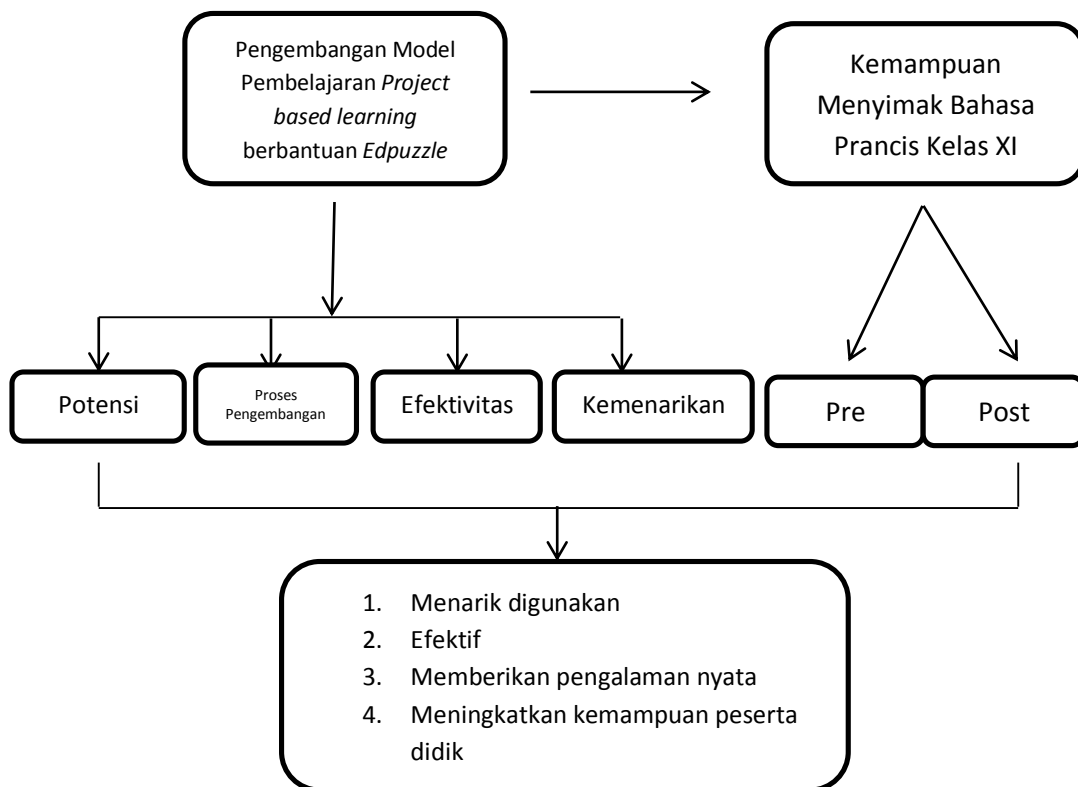 Pengembangan Model
Pembelajaran Project
based learning
berbantuan Edpuzzle
Kemampuan
Menyimak Bahasa
Prancis Kelas XI
Potensi
Proses
Pengembangan
Efektivitas
Kemenarikan
Pre
Post
1. Menarik digunakan
2. Efektif
3. Memberikan pengalaman nyata
4. Meningkatkan kemampuan peserta
didik